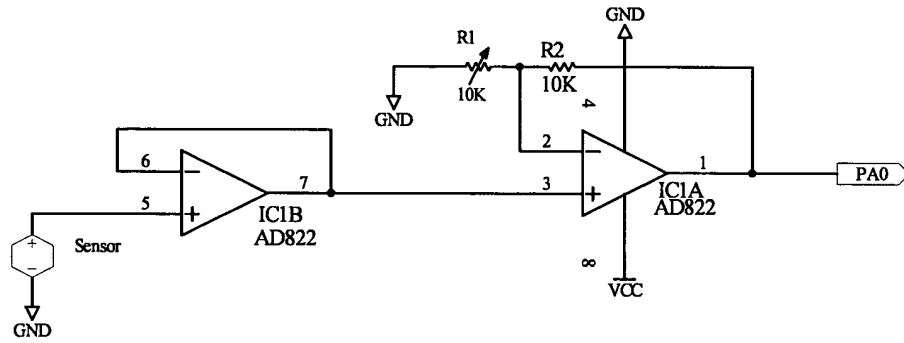 GND
R1
R2
10K
10K
GND
4
2
1
PA0
6
7
3
IC1A
AD822
5
IC1B
AD822
Sensor
8
VCC
GND